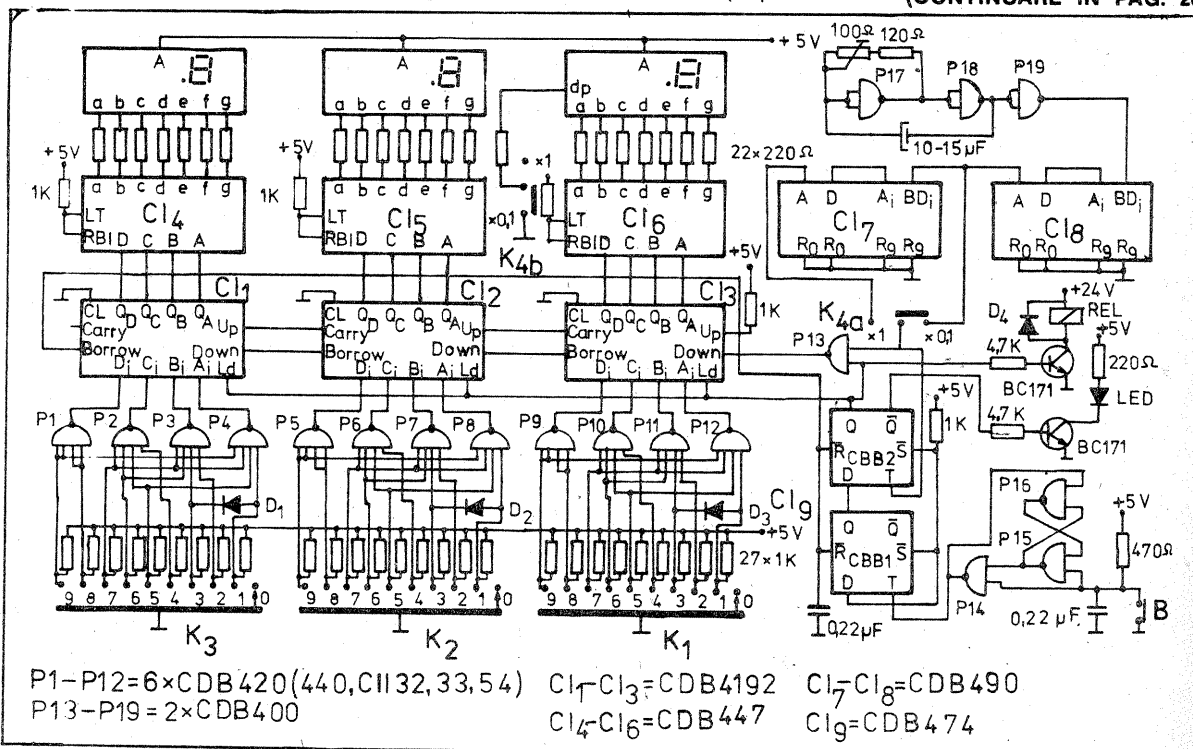 (CONTINUARE IN PAG.
+5V
A A A
dp
a b c d e f g a b c d e f g a b c d e f g
100Ω 120Ω
P17 P18 P19
10-15µF
22×220Ω
+5V +5V
1K 1K
×1
×0,1
K4b
a b c d e f g a b c d e f g a b c d e f g
CI4 CI5 CI6
LT LT LT
RBI D C B A RBI D C B A RBI D C B A
A D Ai BDi A D Ai BDi
CI7 CI8
R0 R0 R9 R9 R0 R0 R9 R9
+5V
1K
CI1 CI2 CI3
CL QD QC QB QA Up CL QD QC QB QA Up CL QD QC QB QA Up
Carry Carry Carry
Borrow Down Borrow Down Borrow Down
Di Ci Bi Ai Ld Di Ci Bi Ai Ld Di Ci Bi Ai Ld
K4a
×1 ×0,1
P13
+24V
D4 REL
+5V
4,7K
BC171
220Ω
LED
4,7K
BC171
P1 P2 P3 P4 P5 P6 P7 P8 P9 P10 P11 P12
Q Q̄
R̄ CBB2 S̄
D T
+5V
1K
D1 D2 D3
CI9
+5V
27×1K
Q Q̄
R̄ CBB1 S̄
D T
0,22µF
P16
P15
P14
+5V
470Ω
0,22µF
B
9 8 7 6 5 4 3 2 1 0 9 8 7 6 5 4 3 2 1 0 9 8 7 6 5 4 3 2 1 0
K3 K2 K1
P1-P12=6×CDB420(440,CII32,33,54) CI1-CI3=CDB4192 CI7-CI8=CDB490
P13-P19=2×CDB400 CI4-CI6=CDB447 CI9=CDB474